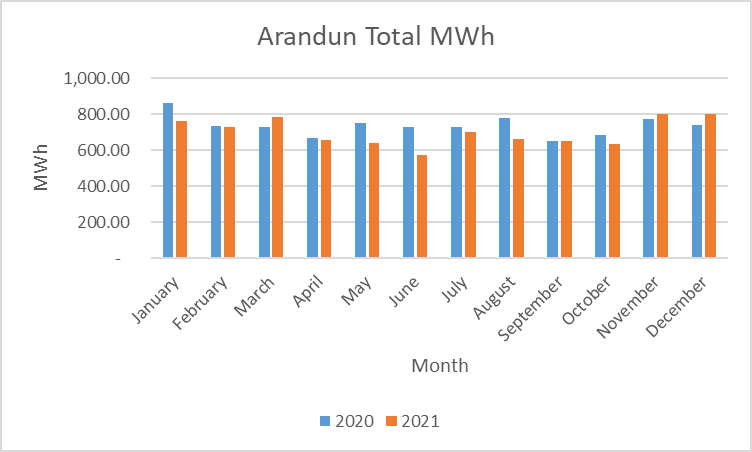 Arandun Total MWh
1,000.00
800.00
600.00
400.00
200.00
-
MWh
January
February
March
April
May
June
July
August
September
October
November
December
Month
2020
2021